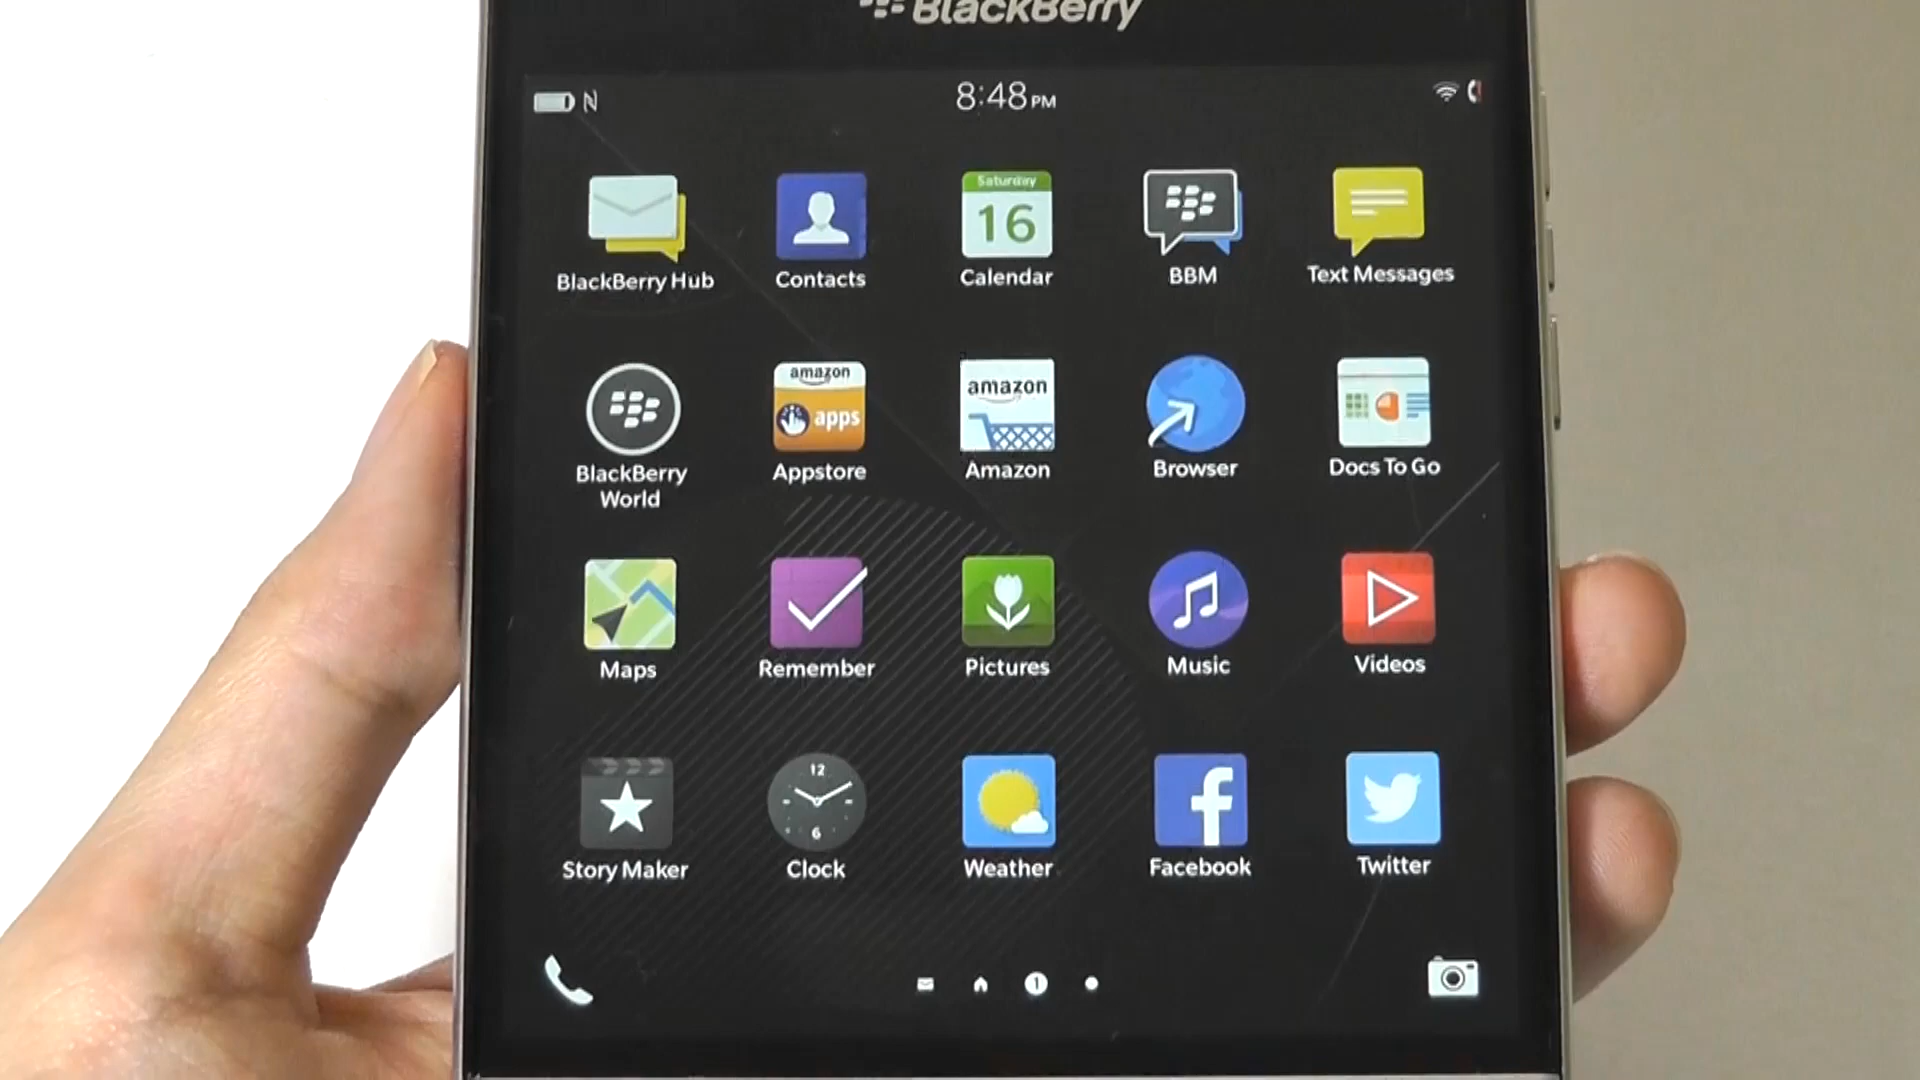 BlackBerry
N 8:48 PM
Saturday
16
BlackBerry Hub Contacts Calendar BBM Text Messages
amazon
apps
amazon
BlackBerry World Appstore Amazon Browser Docs To Go
Maps Remember Pictures Music Videos
12
6
f
Story Maker Clock Weather Facebook Twitter
1